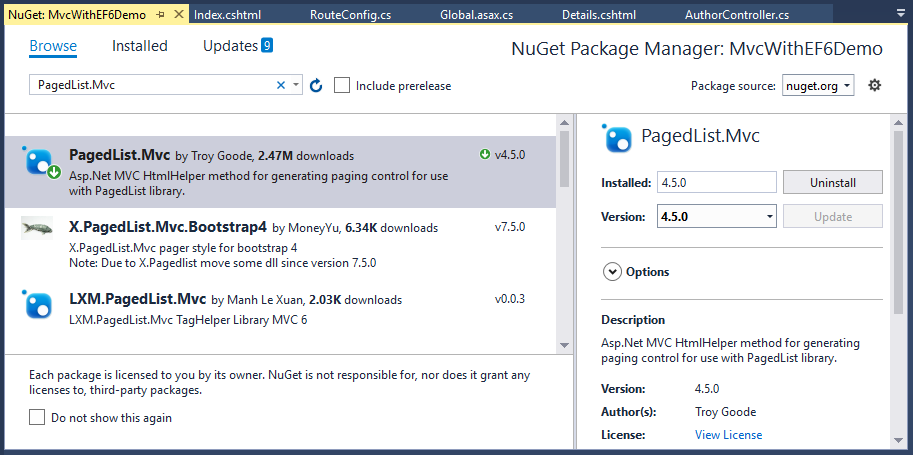 NuGet: MvcWithEF6Demo
Index.cshtml
RouteConfig.cs
Global.asax.cs
Details.cshtml
AuthorController.cs
Browse
Installed
Updates 9
NuGet Package Manager: MvcWithEF6Demo
PagedList.Mvc
Include prerelease
Package source: nuget.org
PagedList.Mvc by Troy Goode, 2.47M downloads
v4.5.0
Asp.Net MVC HtmlHelper method for generating paging control for use
with PagedList library.
X.PagedList.Mvc.Bootstrap4 by MoneyYu, 6.34K downloads
v7.5.0
X.PagedList.Mvc pager style for bootstrap 4
Note: Due to X.Pagedlist move some dll since version 7.5.0
LXM.PagedList.Mvc by Manh Le Xuan, 2.03K downloads
v0.0.3
LXM.PagedList.Mvc TagHelper Library MVC 6
Each package is licensed to you by its owner. NuGet is not responsible for, nor does it grant any
licenses to, third-party packages.
Do not show this again
PagedList.Mvc
Installed: 4.5.0
Uninstall
Version: 4.5.0
Update
Options
Description
Asp.Net MVC HtmlHelper method for generating
paging control for use with PagedList library.
Version: 4.5.0
Author(s): Troy Goode
License: View License